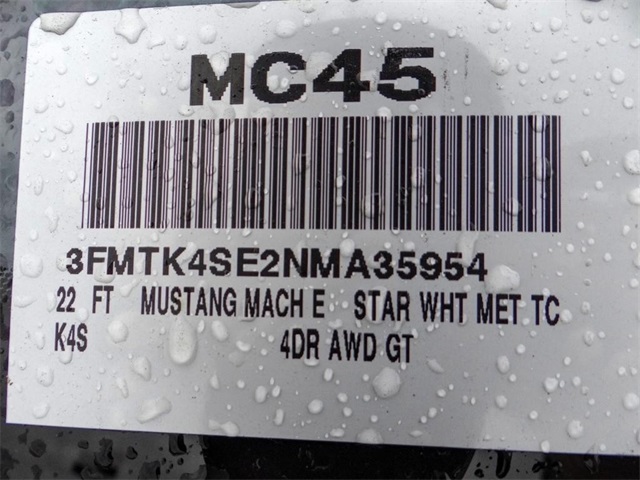 MC45
3FMTK4SE2NMA35954
22 FT MUSTANG MACH E STAR WHT MET TC
K4S 4DR AWD GT